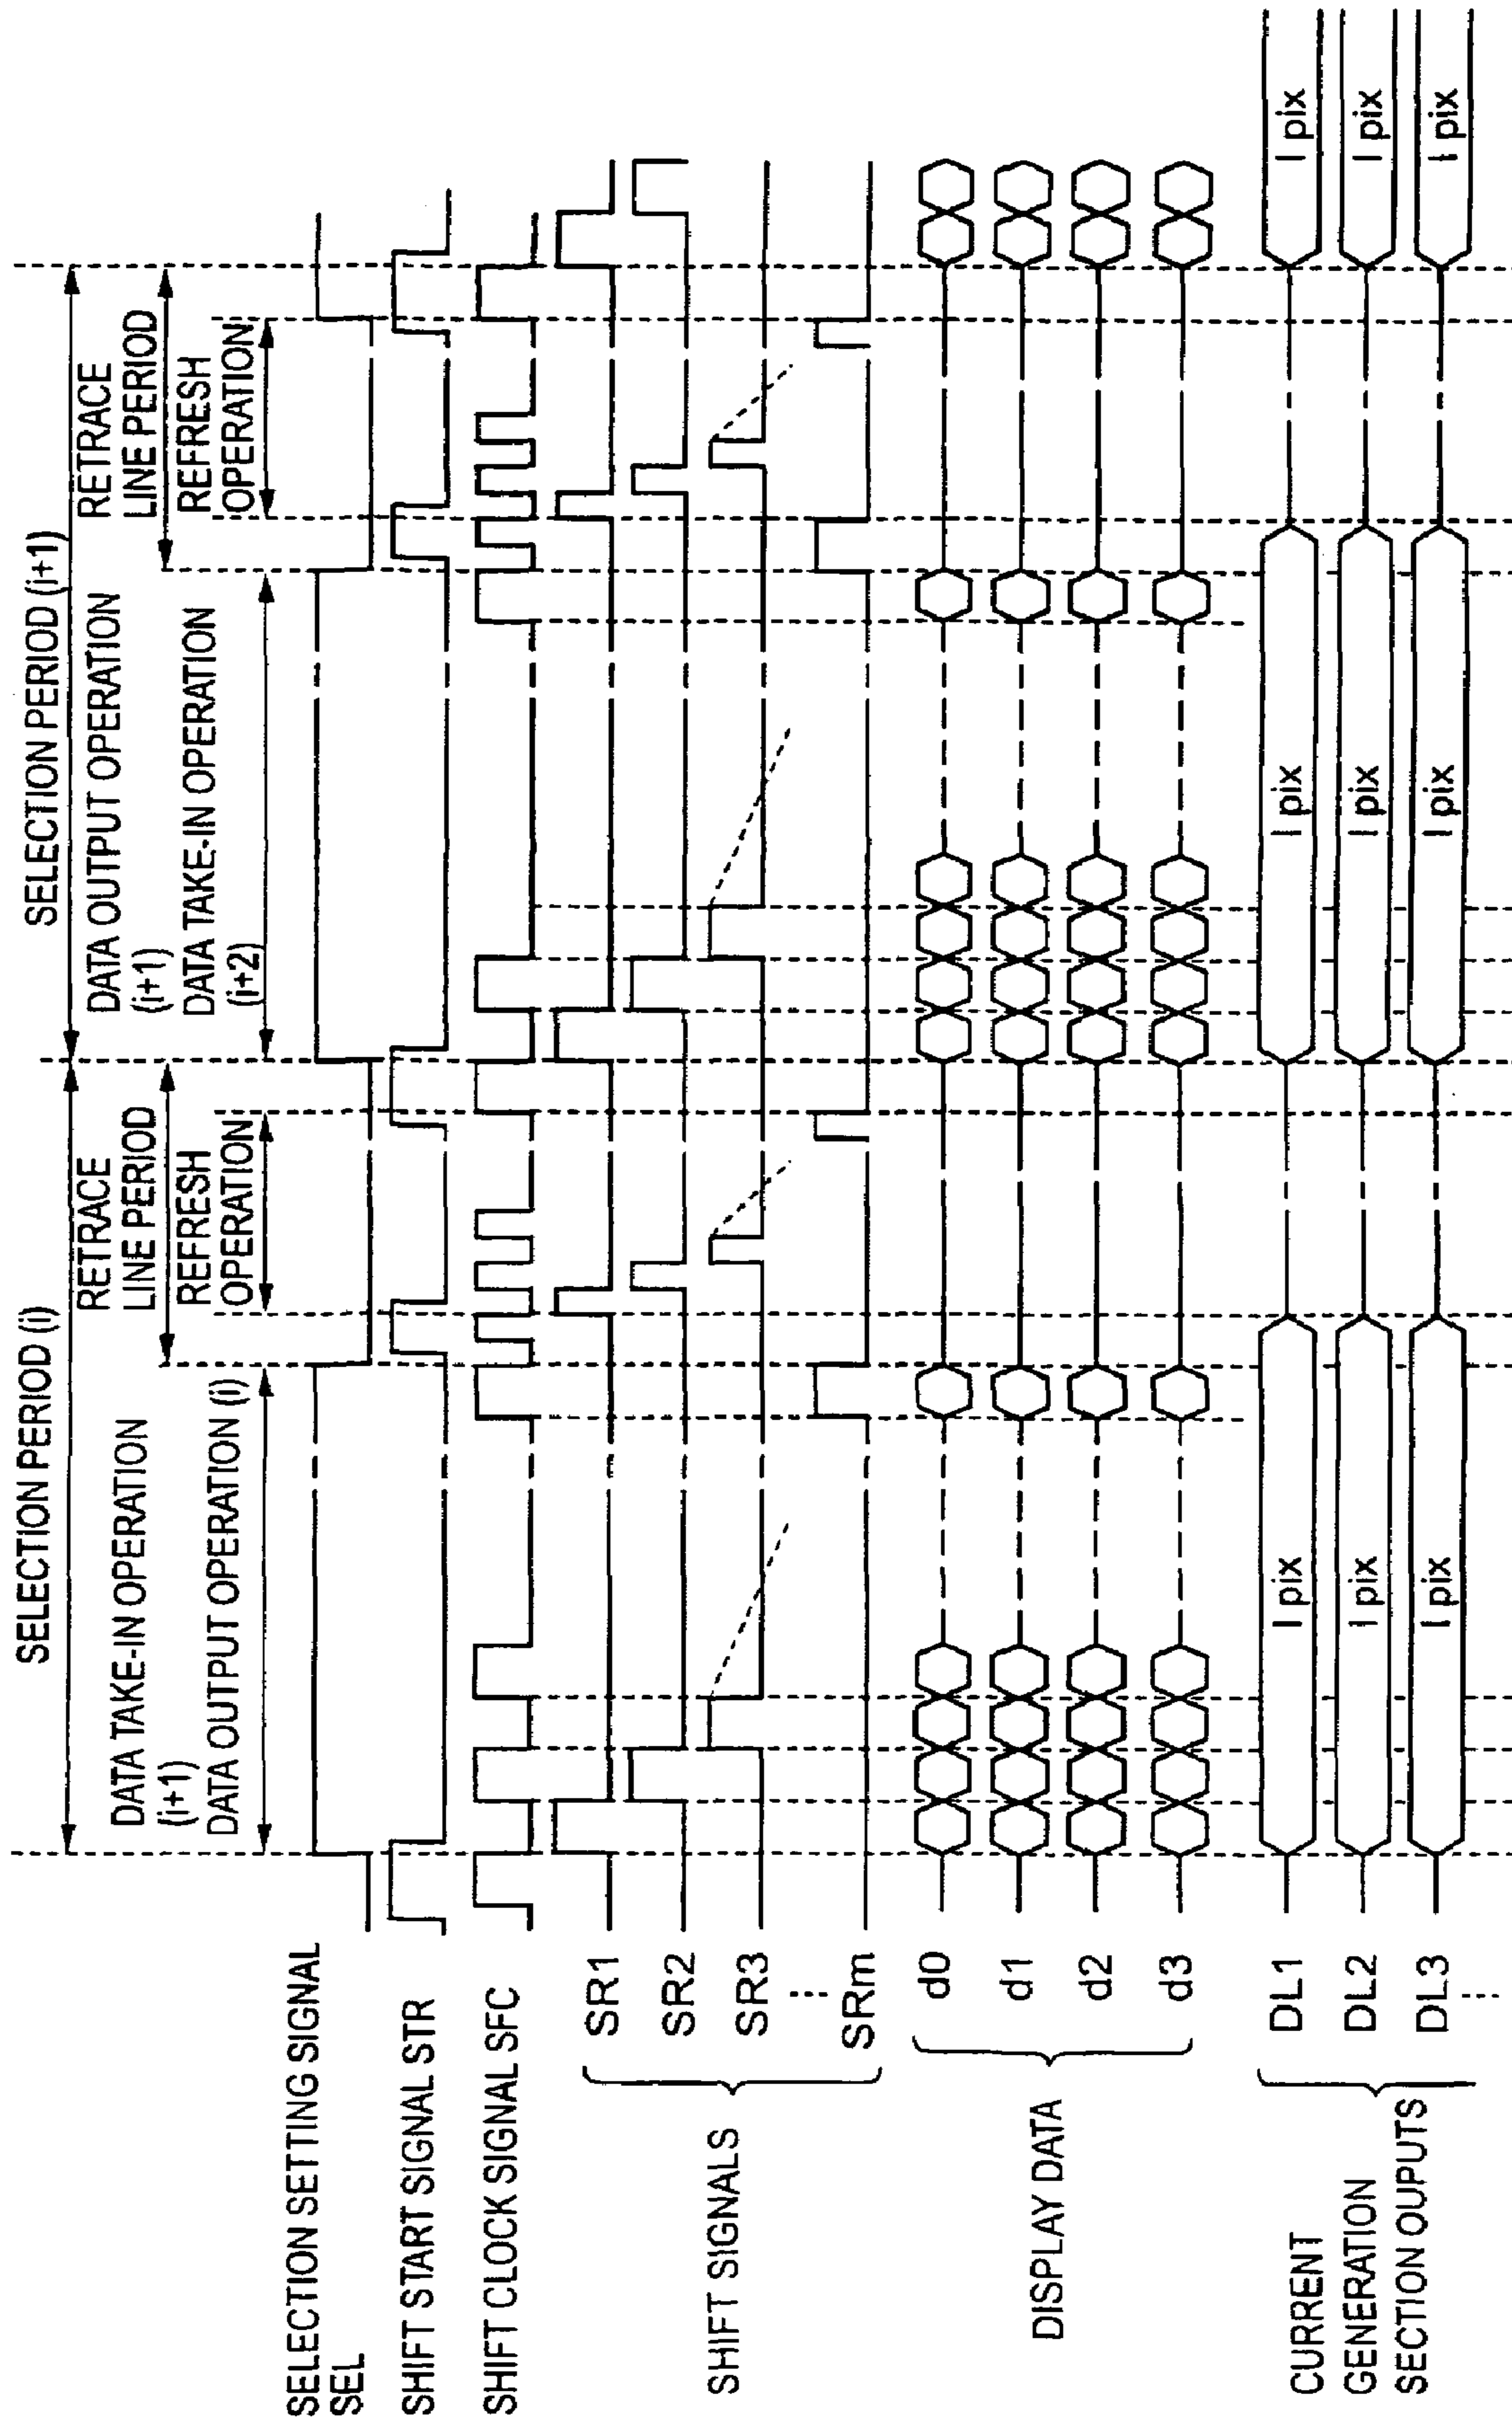 SELECTION PERIOD (i)
SELECTION PERIOD (i+1)
DATA TAKE-IN OPERATION
(i+1)
DATA OUTPUT OPERATION (i)
RETRACE
LINE PERIOD
REFRESH
OPERATION
DATA OUTPUT OPERATION
(i+1)
DATA TAKE-IN OPERATION
(i+2)
RETRACE
LINE PERIOD
REFRESH
OPERATION
SELECTION SETTING SIGNAL
SEL
SHIFT START SIGNAL STR
SHIFT CLOCK SIGNAL SFC
SHIFT SIGNALS
SR1
SR2
SR3
⋮
SRm
DISPLAY DATA
d0
d1
d2
d3
CURRENT
GENERATION
SECTION OUPUTS
DL1 I pix I pix I pix
DL2 I pix I pix I pix
DL3 I pix I pix I pix
⋮